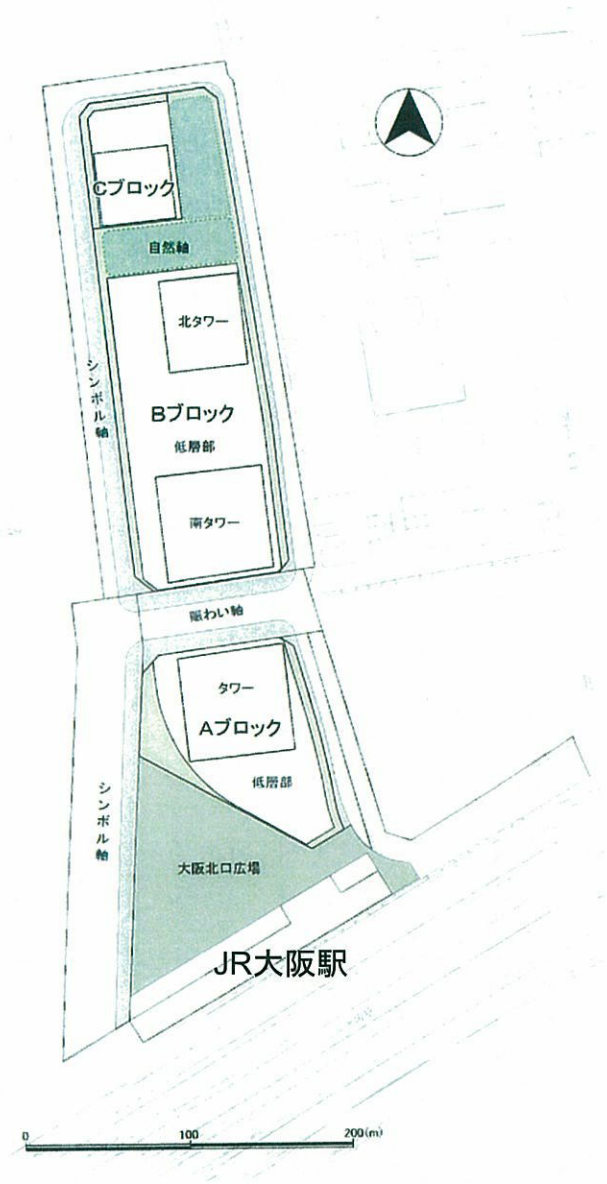 Cブロック
自然軸
北タワー
シンボル軸
Bブロック
低層部
南タワー
賑わい軸
タワー
Aブロック
低層部
シンボル軸
大阪北口広場
JR大阪駅
0 100 200(m)